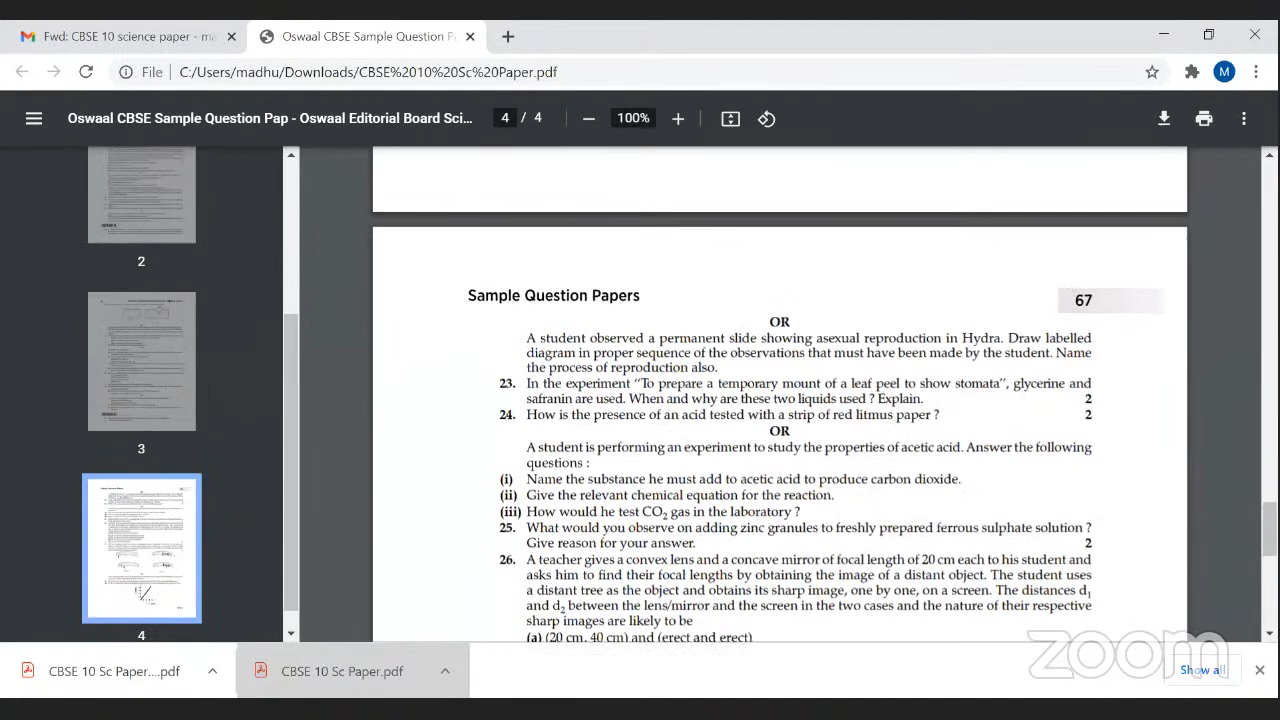 Fwd: CBSE 10 science paper - ma
Oswaal CBSE Sample Question Pa
File | C:/Users/madhu/Downloads/CBSE%2010%20Sc%20Paper.pdf
M
Oswaal CBSE Sample Question Pap - Oswaal Editorial Board Sci...
4 / 4
100%
2
3
4
Sample Question Papers
67
OR
A student observed a permanent slide showing asexual reproduction in Hydra. Draw labelled
diagram in proper sequence of the observations that must have been made by the student. Name
the process of reproduction also.
23. In the experiment "To prepare a temporary mount of a leaf peel to show stomata", glycerine and
safranin are used. When and why are these two liquids used ? Explain. 2
24. How is the presence of an acid tested with a strip of red litmus paper ? 2
OR
A student is performing an experiment to study the properties of acetic acid. Answer the following
questions :
(i) Name the substance he must add to acetic acid to produce carbon dioxide.
(ii) Give the relevant chemical equation for the reaction.
(iii) How would he test CO₂ gas in the laboratory ?
25. What would you observe on adding zinc granules to freshly prepared ferrous sulphate solution ?
Give reason for your answer. 2
26. A teacher gives a convex lens and a concave mirror of focal length of 20 cm each to his student and
asks him to find their focal lengths by obtaining the image of a distant object. The student uses
a distant tree as the object and obtains its sharp image, one by one, on a screen. The distances d₁
and d₂ between the lens/mirror and the screen in the two cases and the nature of their respective
sharp images are likely to be
(a) (20 cm, 40 cm) and (erect and erect)
zoom
CBSE 10 Sc Paper....pdf
CBSE 10 Sc Paper.pdf
Show all